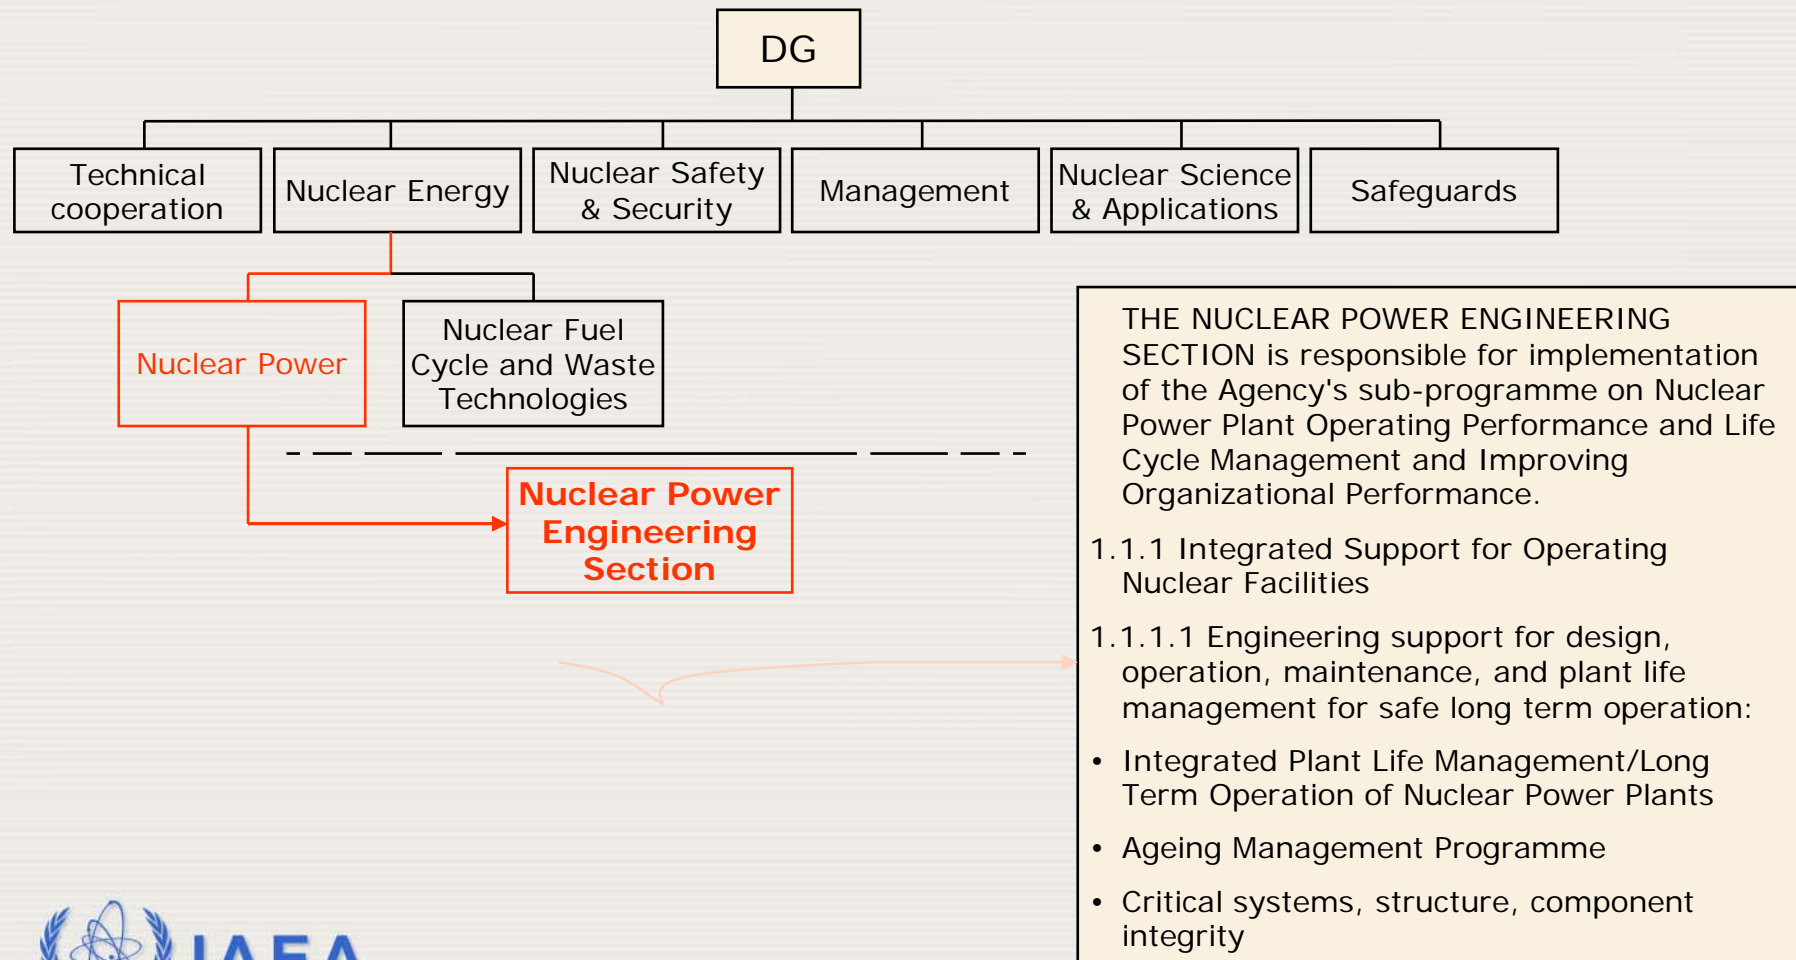 DG
Technical
cooperation
Nuclear Energy
Nuclear Safety
& Security
Management
Nuclear Science
& Applications
Safeguards
Nuclear Power
Nuclear Fuel
Cycle and Waste
Technologies
Nuclear Power
Engineering
Section
THE NUCLEAR POWER ENGINEERING
SECTION is responsible for implementation
of the Agency's sub-programme on Nuclear
Power Plant Operating Performance and Life
Cycle Management and Improving
Organizational Performance.
1.1.1 Integrated Support for Operating
Nuclear Facilities
1.1.1.1 Engineering support for design,
operation, maintenance, and plant life
management for safe long term operation:
• Integrated Plant Life Management/Long
Term Operation of Nuclear Power Plants
• Ageing Management Programme
• Critical systems, structure, component
integrity
IAEA